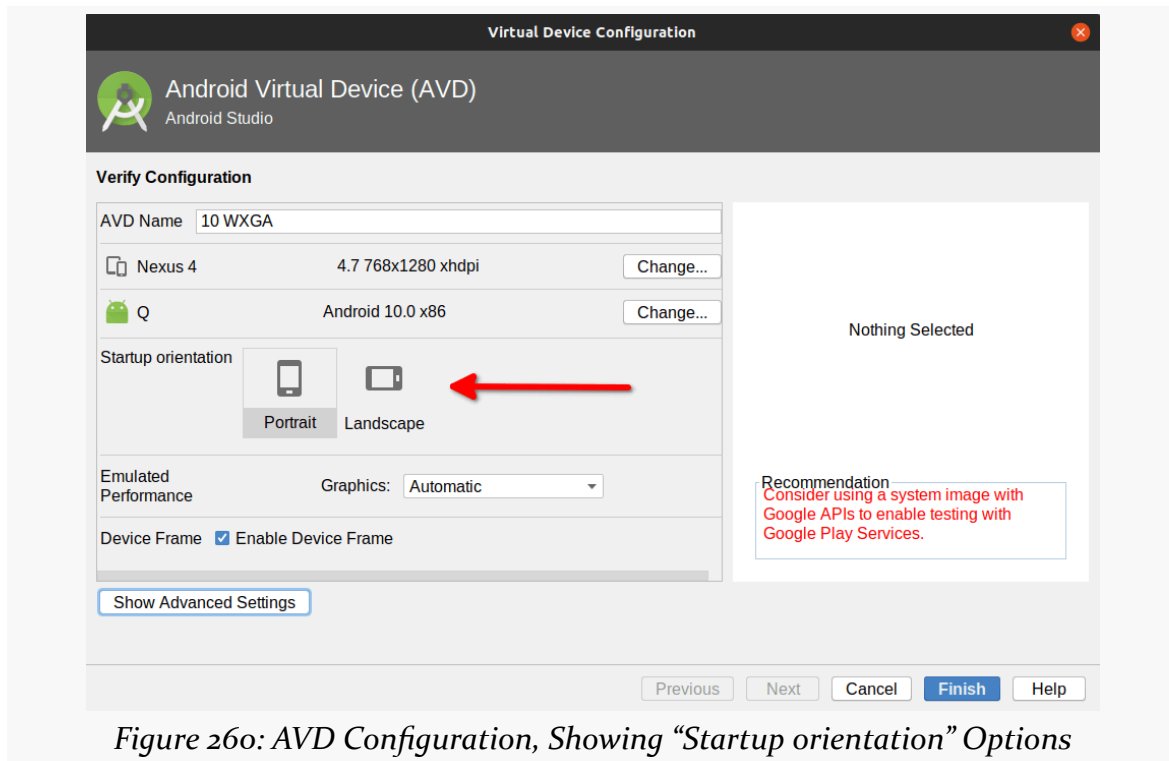 Virtual Device Configuration
Android Virtual Device (AVD)
Android Studio
Verify Configuration
AVD Name 10 WXGA
Nexus 4 4.7 768x1280 xhdpi Change...
Q Android 10.0 x86 Change...
Startup orientation
Portrait Landscape
Emulated
Performance
Graphics: Automatic
Device Frame Enable Device Frame
Nothing Selected
Recommendation
Consider using a system image with
Google APIs to enable testing with
Google Play Services.
Show Advanced Settings
Previous Next Cancel Finish Help
Figure 260: AVD Configuration, Showing “Startup orientation” Options